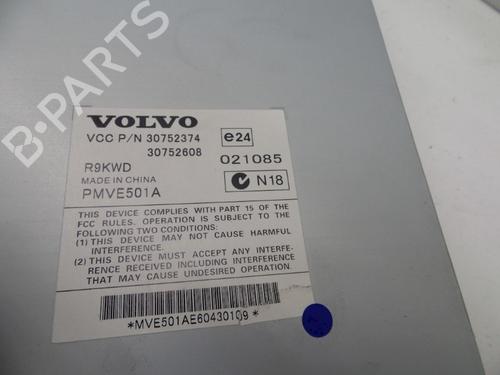 VOLVO
VCC P/N 30752374
30752608
e24
021085
R9KWD
MADE IN CHINA
PMVE501A
N18
THIS DEVICE COMPLIES WITH PART 15 OF THE
FCC RULES. OPERATION IS SUBJECT TO THE
FOLLOWING TWO CONDITIONS:
(1) THIS DEVICE MAY NOT CAUSE HARMFUL
INTERFERENCE.
(2) THIS DEVICE MUST ACCEPT ANY INTERFE-
RENCE RECEIVED INCLUDING INTERFERENCE
THAT MAY CAUSE UNDESIRED OPERATION.
*MVE501AE60430109*
B-PARTS